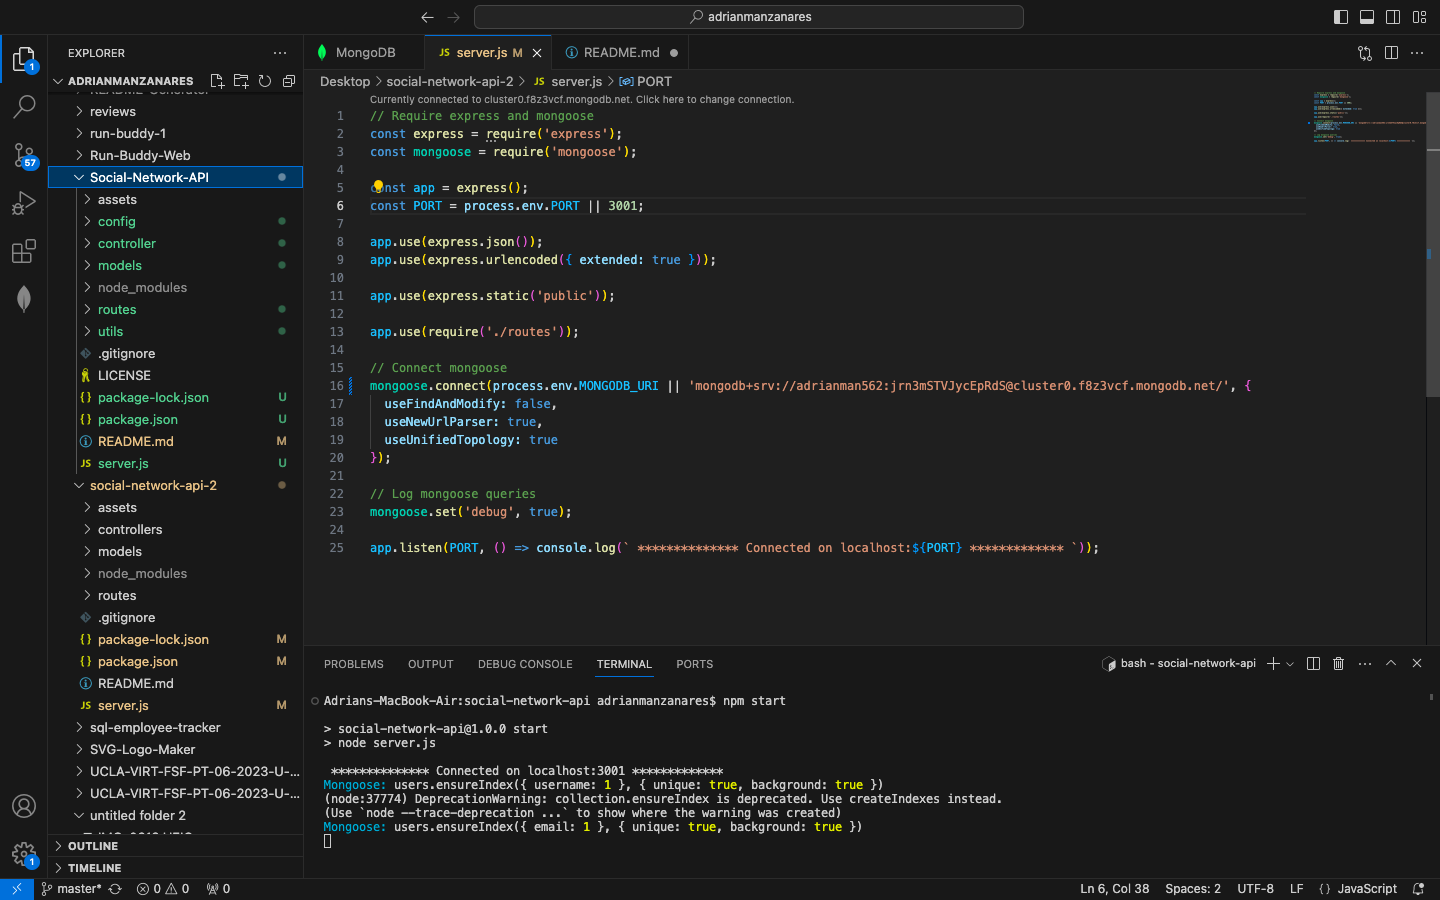 adrianmanzanares
EXPLORER
ADRIANMANZANARES
reviews
run-buddy-1
Run-Buddy-Web
Social-Network-API
assets
config
controller
models
node_modules
routes
utils
.gitignore
LICENSE
package-lock.json U
package.json U
README.md M
JS server.js U
social-network-api-2
assets
controllers
models
node_modules
routes
.gitignore
package-lock.json M
package.json M
README.md
JS server.js M
sql-employee-tracker
SVG-Logo-Maker
UCLA-VIRT-FSF-PT-06-2023-U-...
UCLA-VIRT-FSF-PT-06-2023-U-...
untitled folder 2
OUTLINE
TIMELINE
1
57
1
MongoDB
JS server.js M
README.md
Desktop > social-network-api-2 > JS server.js > PORT
Currently connected to cluster0.f8z3vcf.mongodb.net. Click here to change connection.
1 // Require express and mongoose
2 const express = require('express');
3 const mongoose = require('mongoose');
4
5 const app = express();
6 const PORT = process.env.PORT || 3001;
7
8 app.use(express.json());
9 app.use(express.urlencoded({ extended: true }));
10
11 app.use(express.static('public'));
12
13 app.use(require('./routes'));
14
15 // Connect mongoose
16 mongoose.connect(process.env.MONGODB_URI || 'mongodb+srv://adrianman562:jrn3mSTVJycEpRdS@cluster0.f8z3vcf.mongodb.net/', {
17 useFindAndModify: false,
18 useNewUrlParser: true,
19 useUnifiedTopology: true
20 });
21
22 // Log mongoose queries
23 mongoose.set('debug', true);
24
25 app.listen(PORT, () => console.log(` ************** Connected on localhost:${PORT} ************* `));
PROBLEMS OUTPUT DEBUG CONSOLE TERMINAL PORTS
bash - social-network-api
Adrians-MacBook-Air:social-network-api adrianmanzanares$ npm start
> social-network-api@1.0.0 start
> node server.js
************** Connected on localhost:3001 *************
Mongoose: users.ensureIndex({ username: 1 }, { unique: true, background: true })
(node:37774) DeprecationWarning: collection.ensureIndex is deprecated. Use createIndexes instead.
(Use `node --trace-deprecation ...` to show where the warning was created)
Mongoose: users.ensureIndex({ email: 1 }, { unique: true, background: true })
master* 0 0 0
Ln 6, Col 38 Spaces: 2 UTF-8 LF {} JavaScript